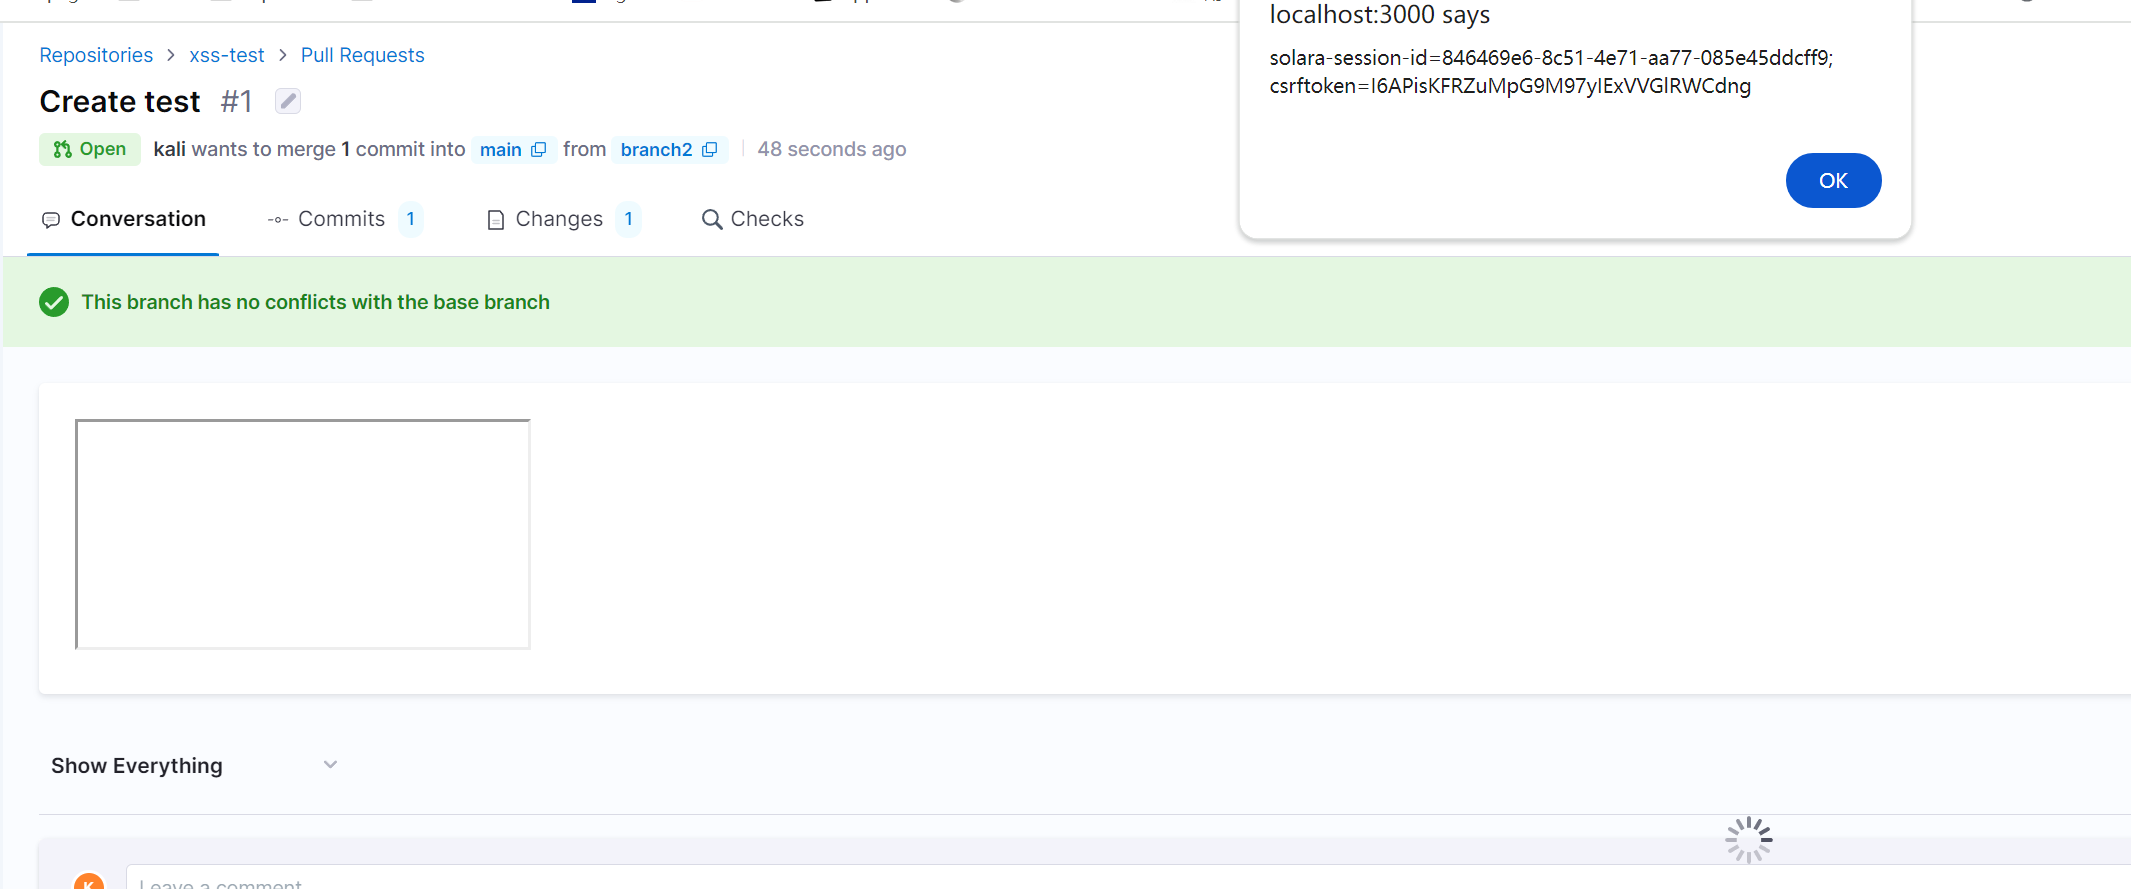 localhost:3000 says
solara-session-id=846469e6-8c51-4e71-aa77-085e45ddcff9;
csrftoken=I6APisKFRZuMpG9M97ylExVVGlRWCdng
OK
Repositories > xss-test > Pull Requests
Create test #1
Open kali wants to merge 1 commit into main from branch2 | 48 seconds ago
Conversation Commits 1 Changes 1 Checks
This branch has no conflicts with the base branch
Show Everything
K
Leave a comment